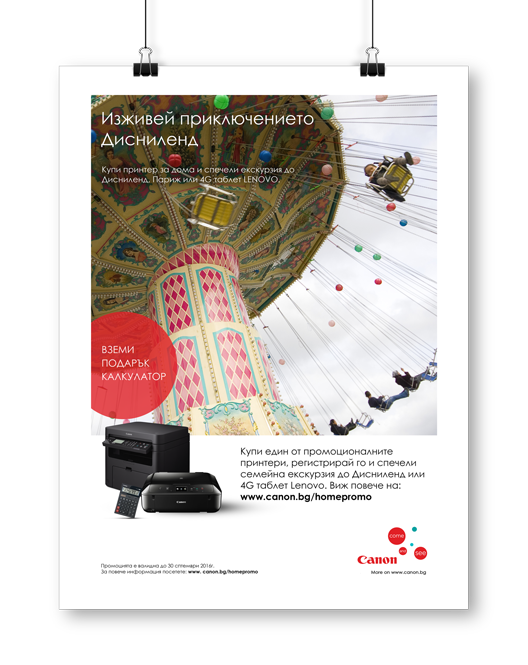 Изживей приключението
Дисниленд
Купи принтер за дома и спечели екскурзия до
Дисниленд, Париж или 4G таблет LENOVO.
ВЗЕМИ
ПОДАРЪК
КАЛКУЛАТОР
Купи един от промоционалните
принтери, регистрирай го и спечели
семейна екскурзия до Дисниленд или
4G таблет Lenovo. Виж повече на:
www.canon.bg/homepromo
Canon
come
and
see
Canon
More on www.canon.bg
Промоцията е валидна до 30 септември 2016г.
За повече информация посетете: www. canon.bg/homepromo